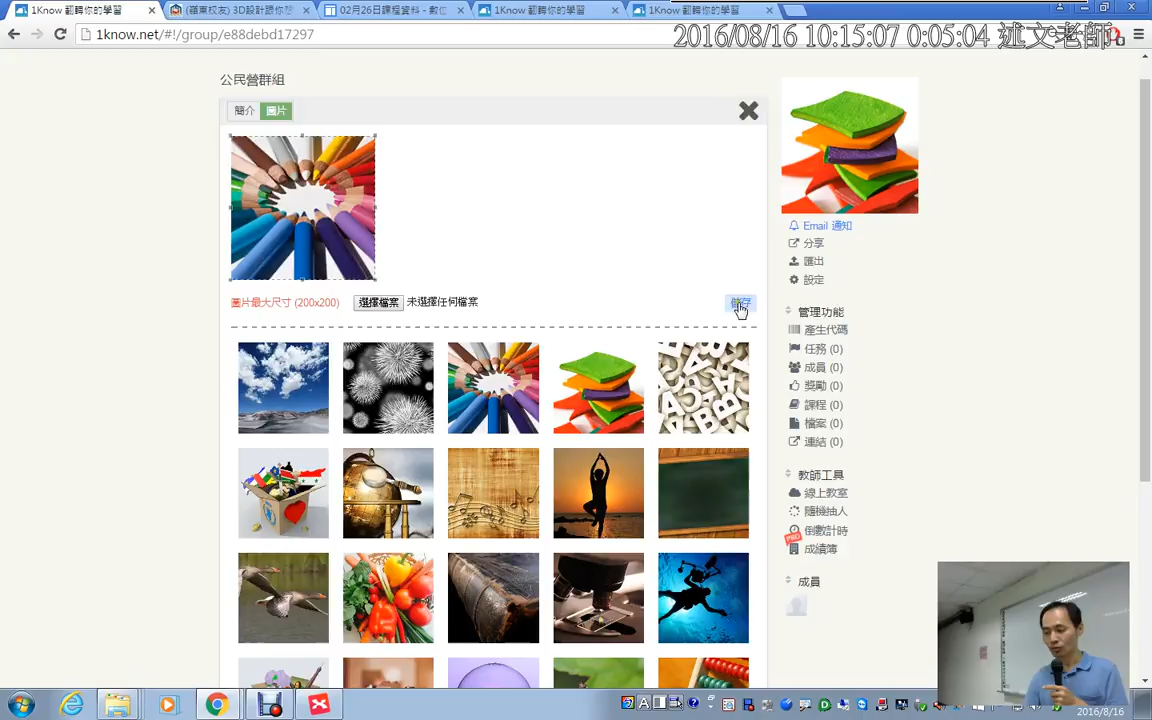 1Know 翻轉你的學習
(嶺東校友) 3D設計跟你想
02月26日課程資料 - 數位
1Know 翻轉你的學習
1Know 翻轉你的學習
1know.net/#!/group/e88debd17297
2016/08/16 10:15:07 0:05:04 述文老師
公民營群組
簡介 圖片
圖片最大尺寸 (200x200) 選擇檔案 未選擇任何檔案 儲存
Email 通知
分享
匯出
設定
管理功能
產生代碼
任務 (0)
成員 (0)
獎勵 (0)
課程 (0)
檔案 (0)
連結 (0)
教師工具
線上教室
隨機抽人
倒數計時
PRO
成績簿
成員
2016/8/16